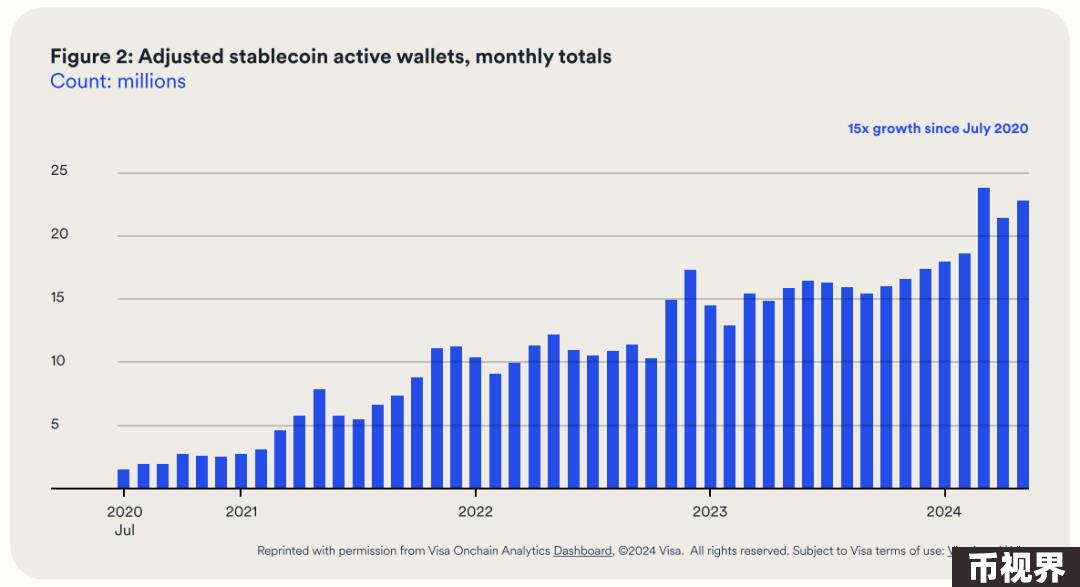 Figure 2: Adjusted stablecoin active wallets, monthly totals
Count: millions
15x growth since July 2020
25
20
15
10
5
2020 2021 2022 2023 2024
Jul
Reprinted with permission from Visa Onchain Analytics Dashboard, ©2024 Visa. All rights reserved. Subject to Visa terms of use:
币视界